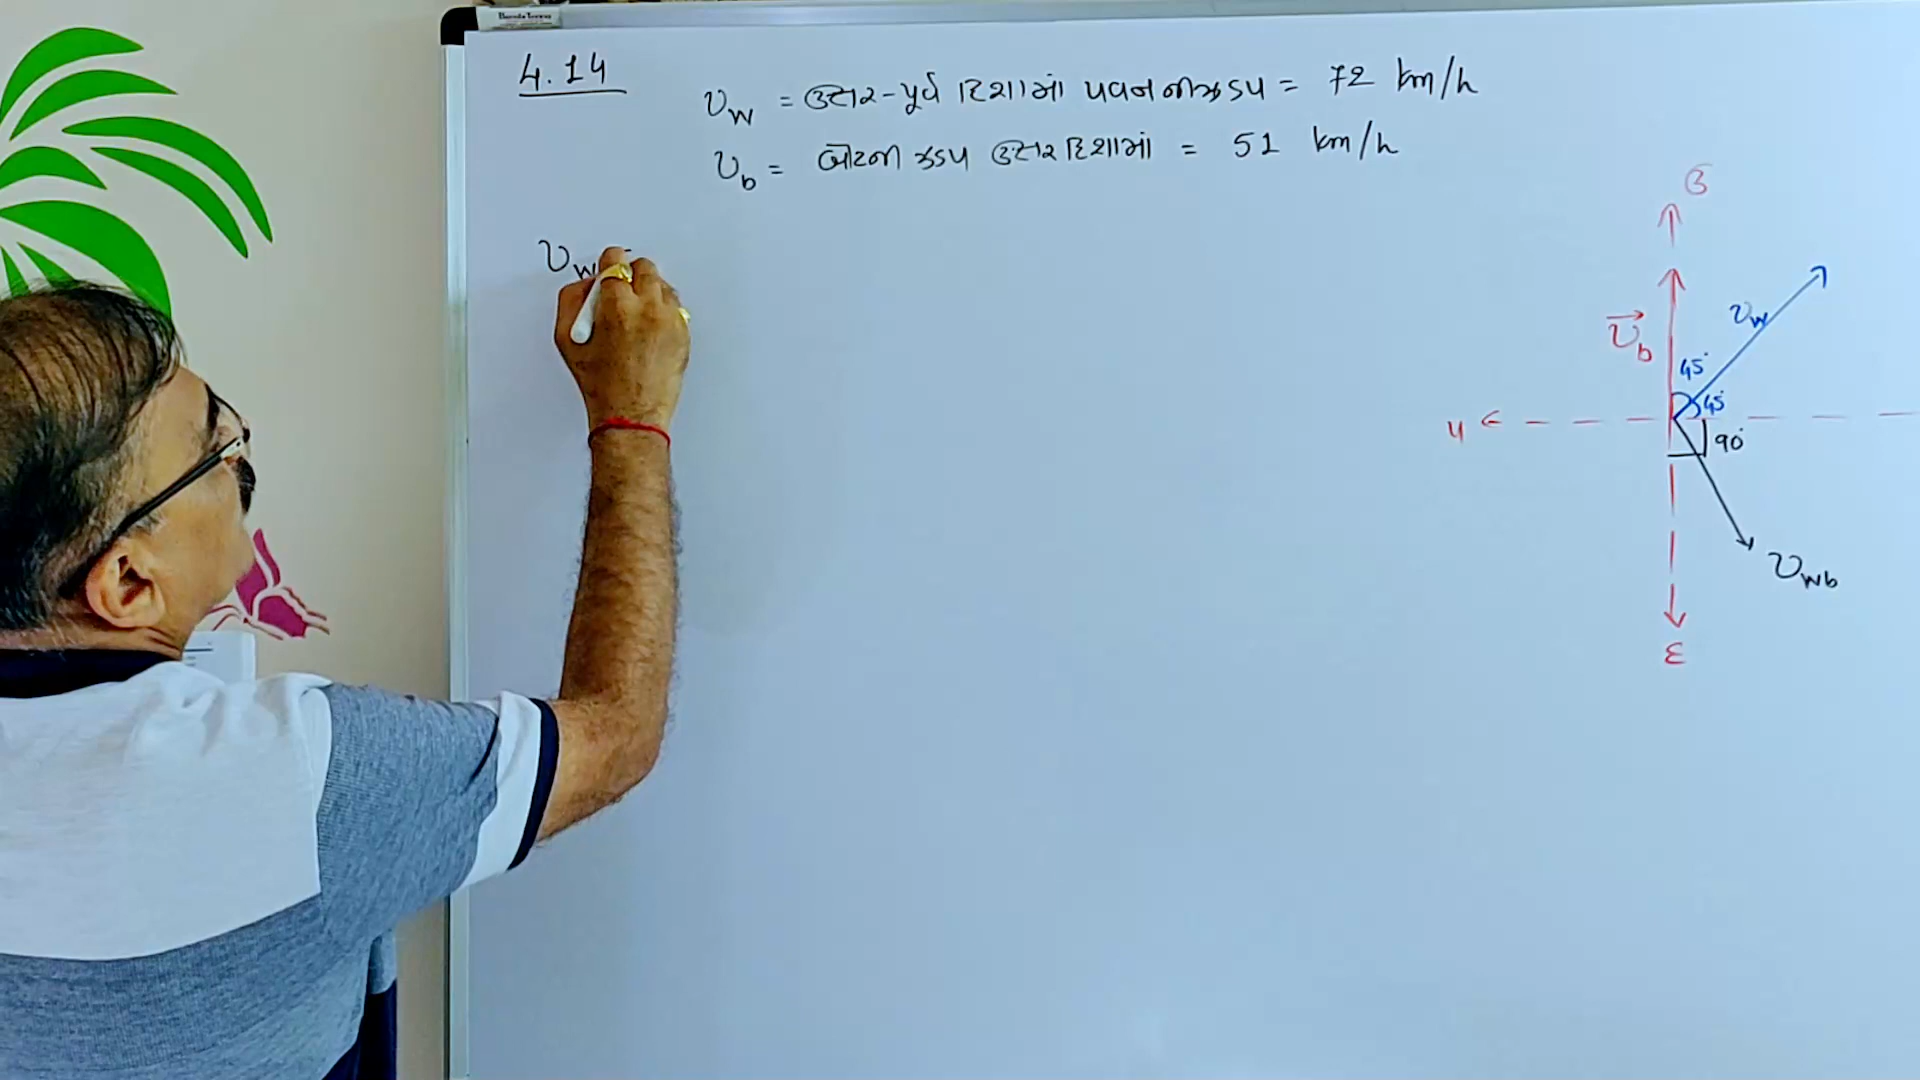 4.14
υw = ઉત્તર-પૂર્વ દિશામાં પવનની ઝડપ = 72 km/h
υb = બોટની ઝડપ ઉત્તર દિશામાં = 51 km/h
υw
ઉ
υw
υb
45°
45°
પ
90°
υwb
દ